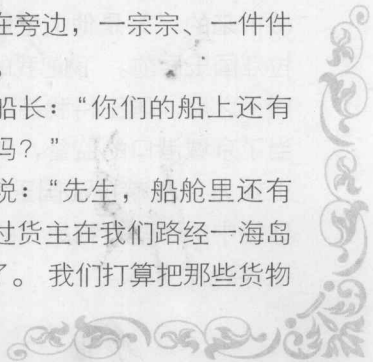 在旁边，一宗宗、一件件
船长：“你们的船上还有
吗？”
说：“先生，船舱里还有
过货主在我们路经一海岛
了。我们打算把那些货物